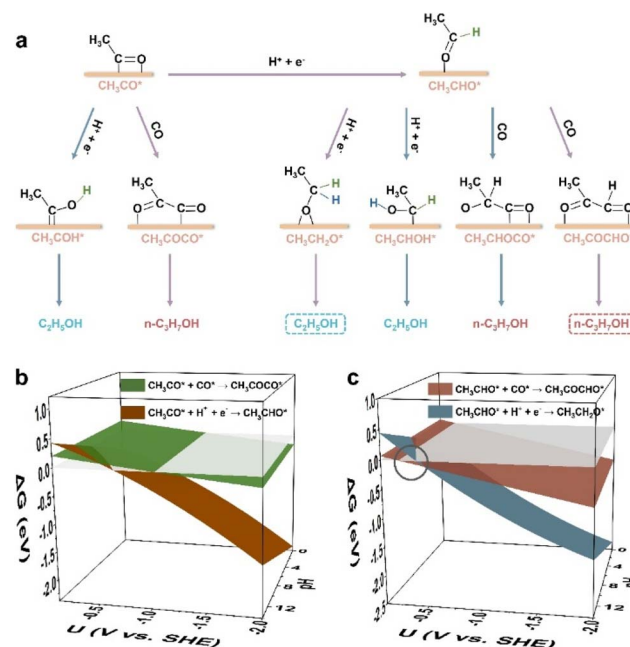 a
H₃C
C=O
CH₃CO*
H⁺ + e⁻
H₃C
H
C
O
CH₃CHO*
H⁺ + e⁻
CO
H⁺ + e⁻
H⁺ + e⁻
CO
CO
H₃C
H
C
O
CH₃COH*
H₃C
O
C
C
O
CH₃COCO*
H₃C
H
C
H
O
CH₃CH₂O*
H₃C
H
H
O
C
CH₃CHOH*
H₃C
H
O
C
C
O
O
CH₃CHOCO*
H₃C
H
C
C
O
O
CH₃COCHO*
C₂H₅OH
n-C₃H₇OH
C₂H₅OH
C₂H₅OH
n-C₃H₇OH
n-C₃H₇OH
b
CH₃CO* + CO* → CH₃COCO*
CH₃CO* + H⁺ + e⁻ → CH₃CHO*
1.0
0.5
0.0
-0.5
-1.0
-1.5
-2.0
ΔG (eV)
-0.5
-1.0
-1.5
-2.0
U (V vs. SHE)
0
4
8
12
pH
c
CH₃CHO* + CO* → CH₃COCHO*
CH₃CHO* + H⁺ + e⁻ → CH₃CH₂O*
1.0
0.5
0.0
-0.5
-1.0
-1.5
-2.0
-2.5
ΔG (eV)
-0.5
-1.0
-1.5
-2.0
U (V vs. SHE)
0
4
8
12
pH